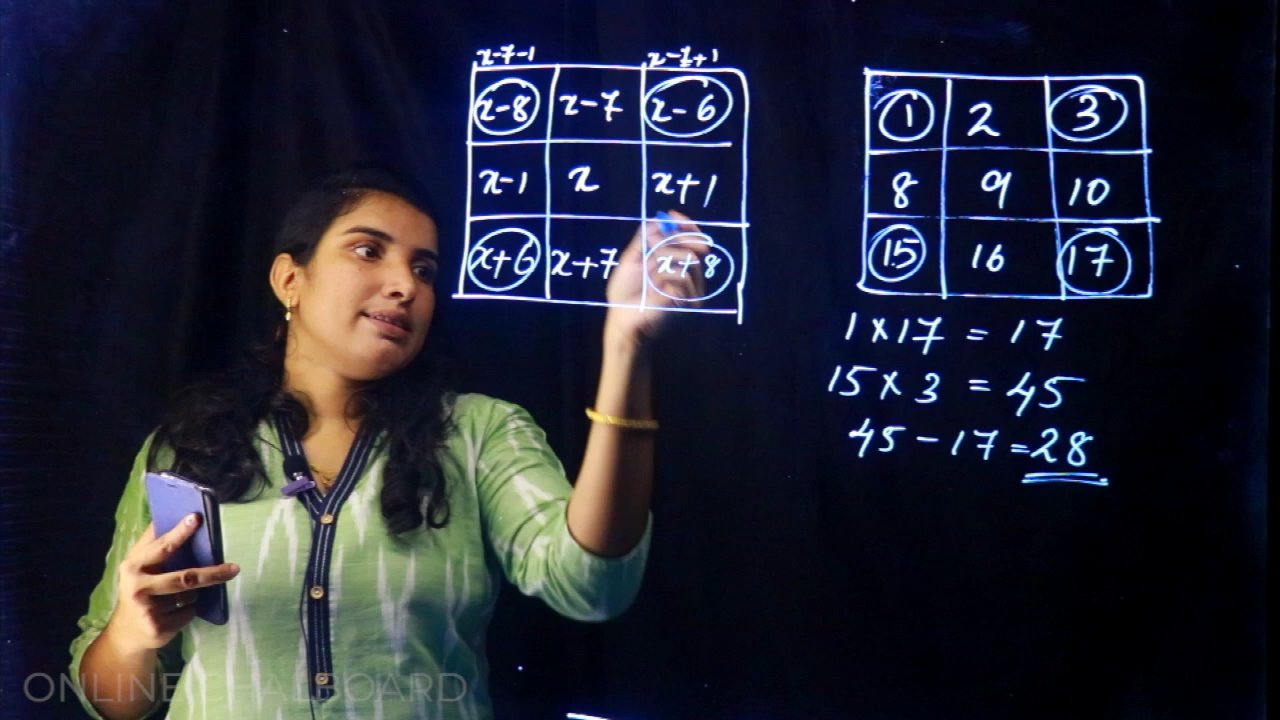 x-7-1 x-7+1
x-8 x-7 x-6
x-1 x x+1
x+6 x+7 x+8
1 2 3
8 9 10
15 16 17
1 × 17 = 17
15 × 3 = 45
45 - 17 = 28
ONLINE CHALBOARD